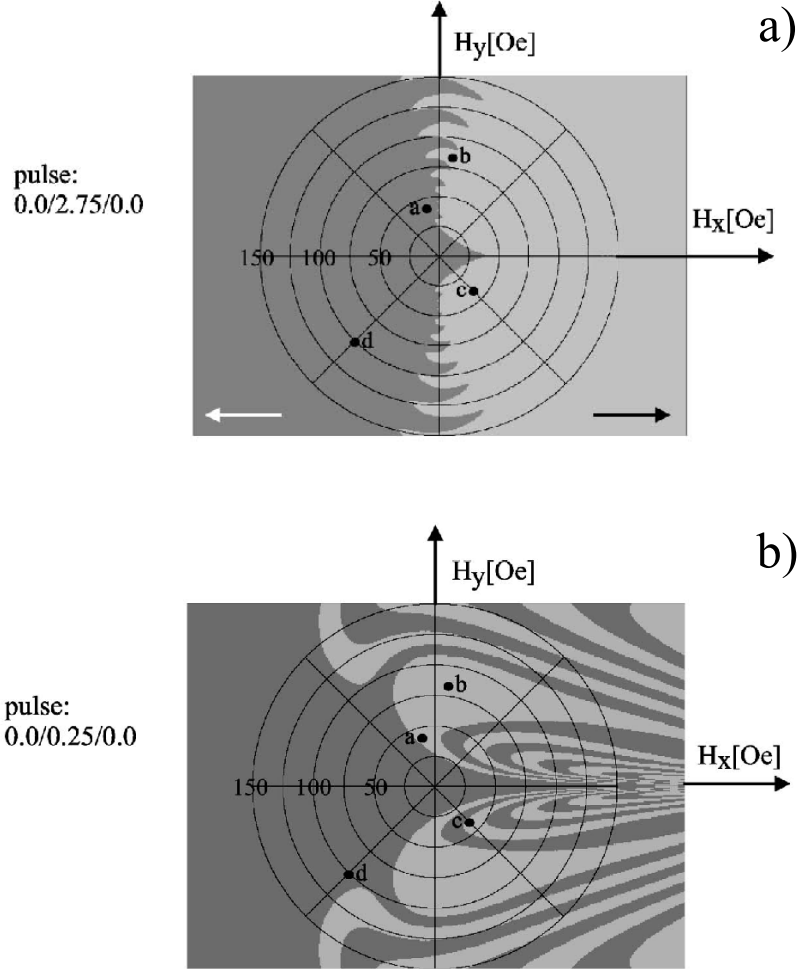 a)
Hy[Oe]
pulse:
0.0/2.75/0.0
b
a
Hx[Oe]
150 100 50
c
d
b)
Hy[Oe]
pulse:
0.0/0.25/0.0
b
a
Hx[Oe]
150 100 50
c
d